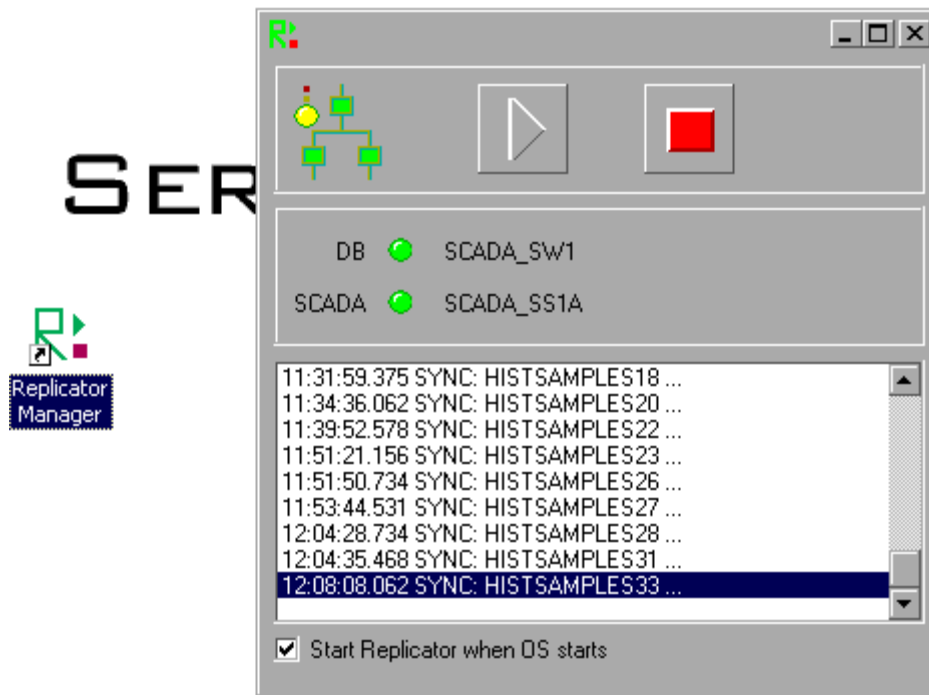 SER
Replicator
Manager
DB SCADA_SW1
SCADA SCADA_SS1A
11:31:59.375 SYNC: HISTSAMPLES18 ...
11:34:36.062 SYNC: HISTSAMPLES20 ...
11:39:52.578 SYNC: HISTSAMPLES22 ...
11:51:21.156 SYNC: HISTSAMPLES23 ...
11:51:50.734 SYNC: HISTSAMPLES26 ...
11:53:44.531 SYNC: HISTSAMPLES27 ...
12:04:28.734 SYNC: HISTSAMPLES28 ...
12:04:35.468 SYNC: HISTSAMPLES31 ...
12:08:08.062 SYNC: HISTSAMPLES33 ...
Start Replicator when OS starts